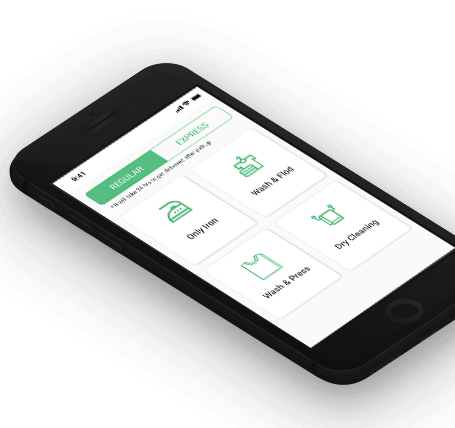 9:41
REGULAR
EXPRESS
* It will take 24 hrs to get delivered after pick up
Only Iron
Wash & Flod
Wash & Press
Dry Cleaning